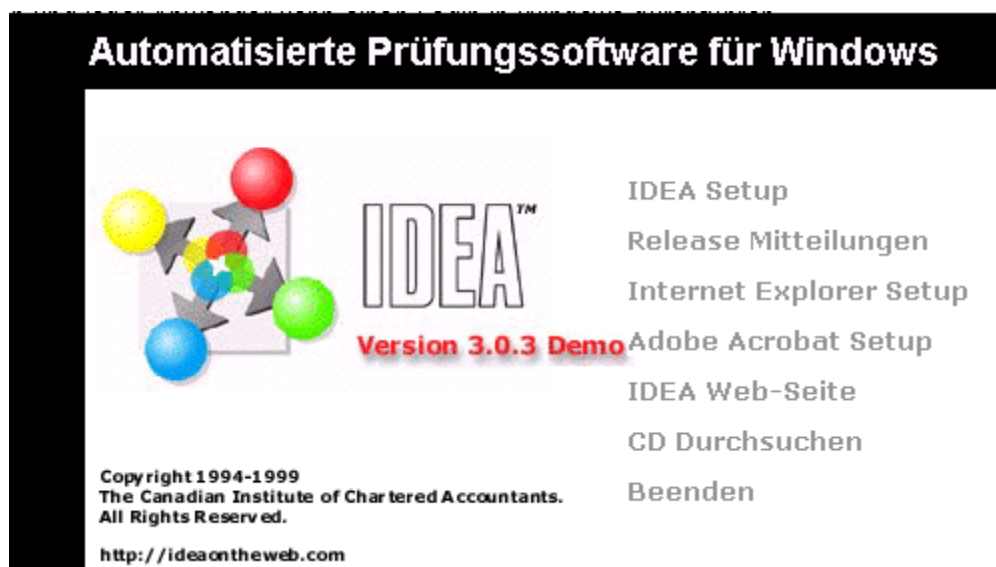 Automatisierte Prüfungssoftware für Windows
IDEA™
Version 3.0.3 Demo
IDEA Setup
Release Mitteilungen
Internet Explorer Setup
Adobe Acrobat Setup
IDEA Web-Seite
CD Durchsuchen
Beenden
Copyright 1994-1999
The Canadian Institute of Chartered Accountants.
All Rights Reserved.
http://ideaontheweb.com